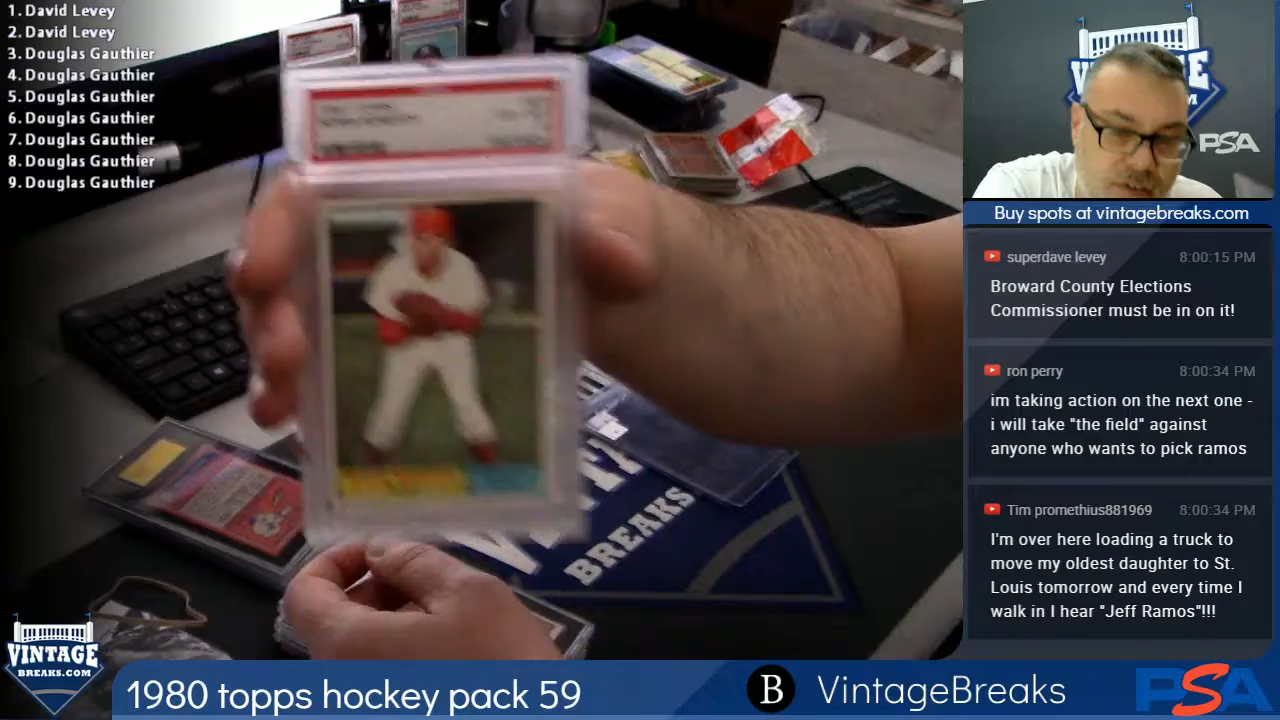 1. David Levey
2. David Levey
3. Douglas Gauthier
4. Douglas Gauthier
5. Douglas Gauthier
6. Douglas Gauthier
7. Douglas Gauthier
8. Douglas Gauthier
9. Douglas Gauthier
VINTAGE
.COM
PSA
Buy spots at vintagebreaks.com
superdave levey 8:00:15 PM
Broward County Elections
Commissioner must be in on it!
ron perry 8:00:34 PM
im taking action on the next one -
i will take "the field" against
anyone who wants to pick ramos
Tim promethius881969 8:00:34 PM
I'm over here loading a truck to
move my oldest daughter to St.
Louis tomorrow and every time I
walk in I hear "Jeff Ramos"!!!
BREAKS
VINTAGE
BREAKS.COM
1980 topps hockey pack 59
B VintageBreaks
PSA